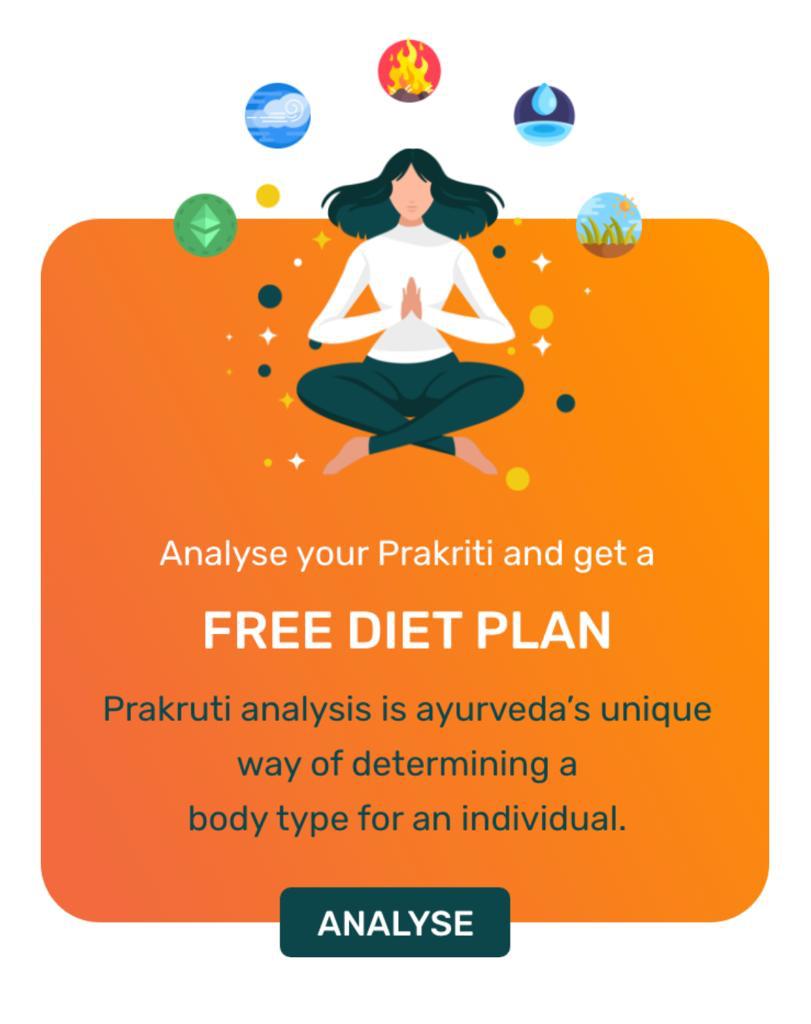 Analyse your Prakriti and get a
FREE DIET PLAN
Prakruti analysis is ayurveda’s unique
way of determining a
body type for an individual.
ANALYSE